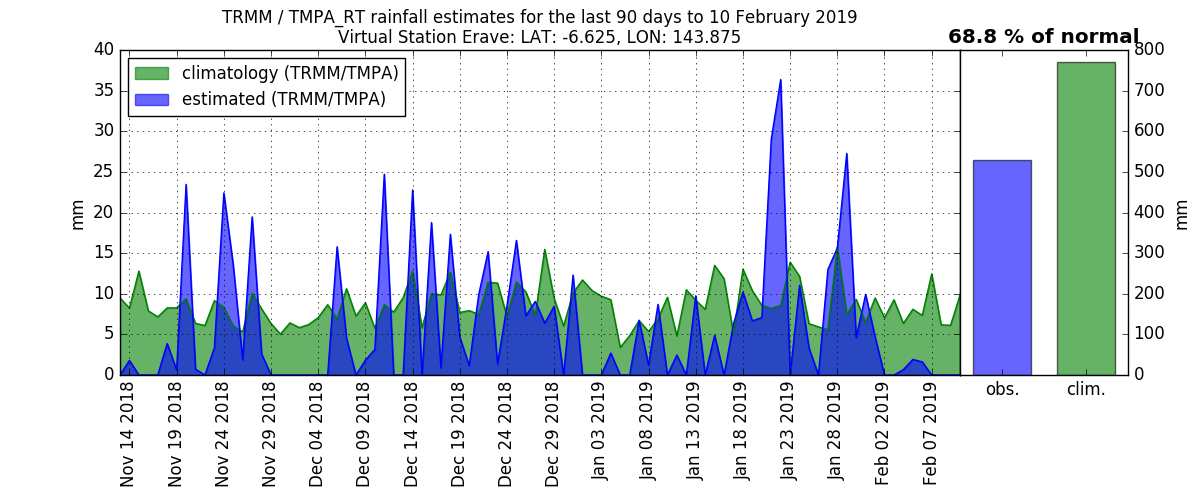 TRMM / TMPA_RT rainfall estimates for the last 90 days to 10 February 2019
Virtual Station Erave: LAT: -6.625, LON: 143.875
68.8 % of normal
climatology (TRMM/TMPA)
estimated (TRMM/TMPA)
40
35
30
25
20
15
10
5
0
mm
Nov 14 2018
Nov 19 2018
Nov 24 2018
Nov 29 2018
Dec 04 2018
Dec 09 2018
Dec 14 2018
Dec 19 2018
Dec 24 2018
Dec 29 2018
Jan 03 2019
Jan 08 2019
Jan 13 2019
Jan 18 2019
Jan 23 2019
Jan 28 2019
Feb 02 2019
Feb 07 2019
obs.
clim.
800
700
600
500
400
300
200
100
0
mm